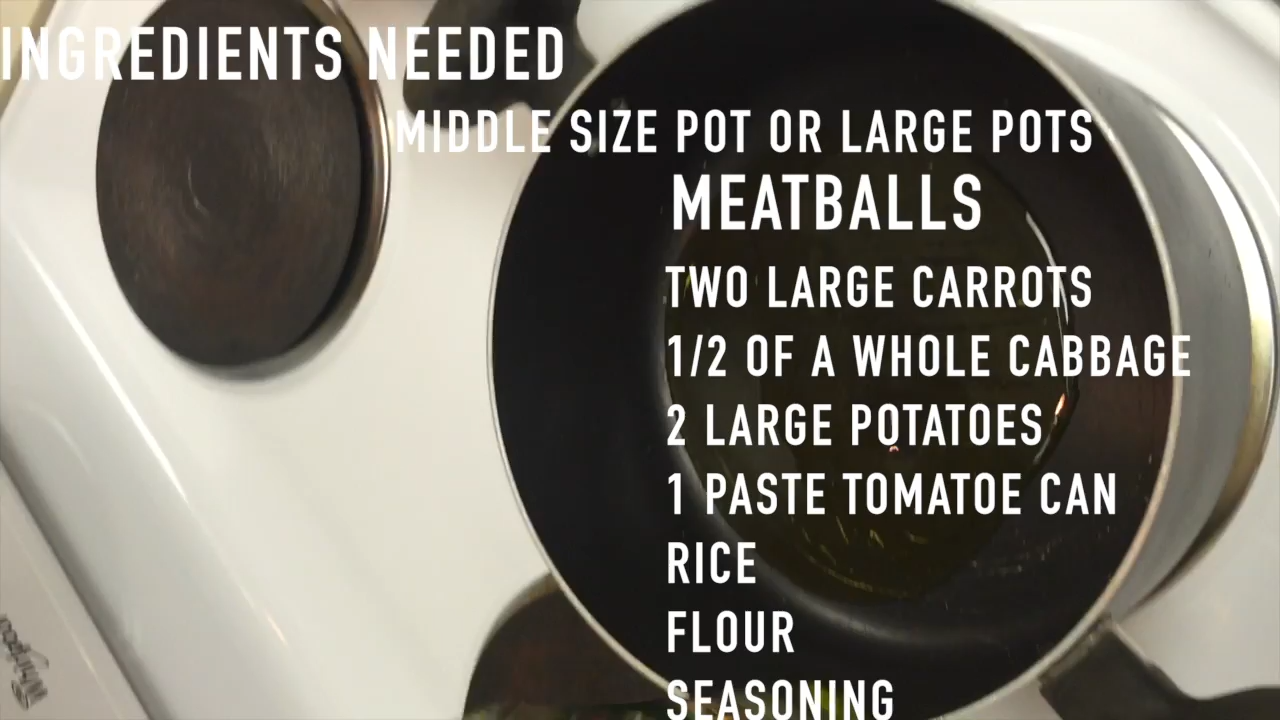 INGREDIENTS NEEDED
MIDDLE SIZE POT OR LARGE POTS
MEATBALLS
TWO LARGE CARROTS
1/2 OF A WHOLE CABBAGE
2 LARGE POTATOES
1 PASTE TOMATOE CAN
RICE
FLOUR
SEASONING
Whirlpool